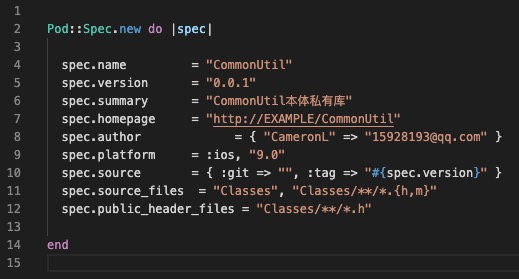 1
2 Pod::Spec.new do |spec|
3
4 spec.name = "CommonUtil"
5 spec.version = "0.0.1"
6 spec.summary = "CommonUtil本体私有库"
7 spec.homepage = "http://EXAMPLE/CommonUtil"
8 spec.author = { "CameronL" => "15928193@qq.com" }
9 spec.platform = :ios, "9.0"
10 spec.source = { :git => "", :tag => "#{spec.version}" }
11 spec.source_files = "Classes", "Classes/**/*.{h,m}"
12 spec.public_header_files = "Classes/**/*.h"
13
14 end
15